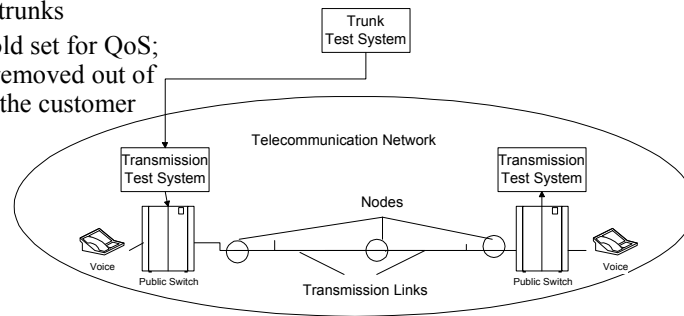 trunks
old set for QoS;
removed out of
the customer
Trunk
Test System
Telecommunication Network
Transmission
Test System
Transmission
Test System
Nodes
Voice
Public Switch
Transmission Links
Public Switch
Voice